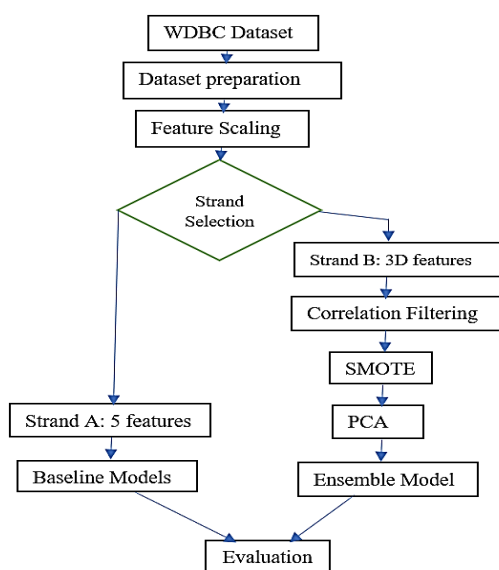 WDBC Dataset
Dataset preparation
Feature Scaling
Strand
Selection
Strand B: 3D features
Correlation Filtering
SMOTE
PCA
Ensemble Model
Strand A: 5 features
Baseline Models
Evaluation